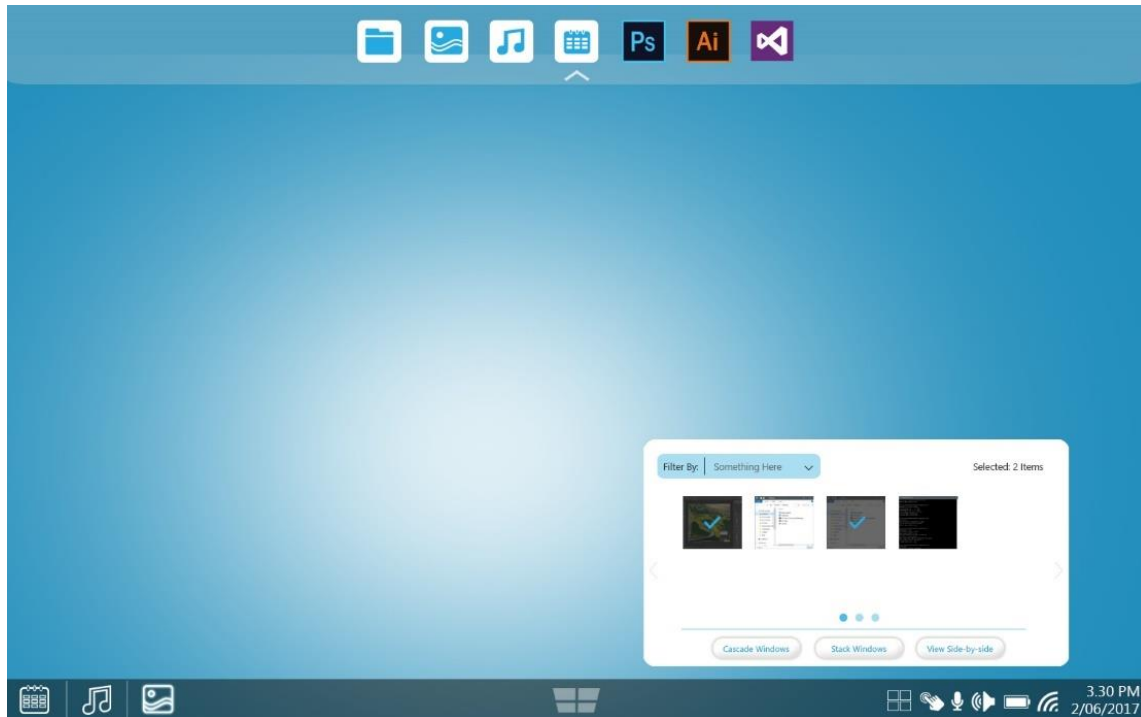 Ps Ai
Filter By: Something Here
Selected: 2 Items
Cascade Windows Stack Windows View Side-by-side
3.30 PM
2/06/2017